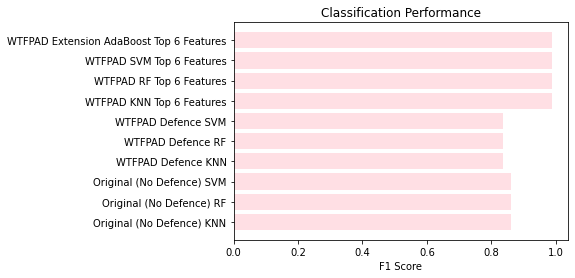 Classification Performance
WTFPAD Extension AdaBoost Top 6 Features
WTFPAD SVM Top 6 Features
WTFPAD RF Top 6 Features
WTFPAD KNN Top 6 Features
WTFPAD Defence SVM
WTFPAD Defence RF
WTFPAD Defence KNN
Original (No Defence) SVM
Original (No Defence) RF
Original (No Defence) KNN
0.0 0.2 0.4 0.6 0.8 1.0
F1 Score